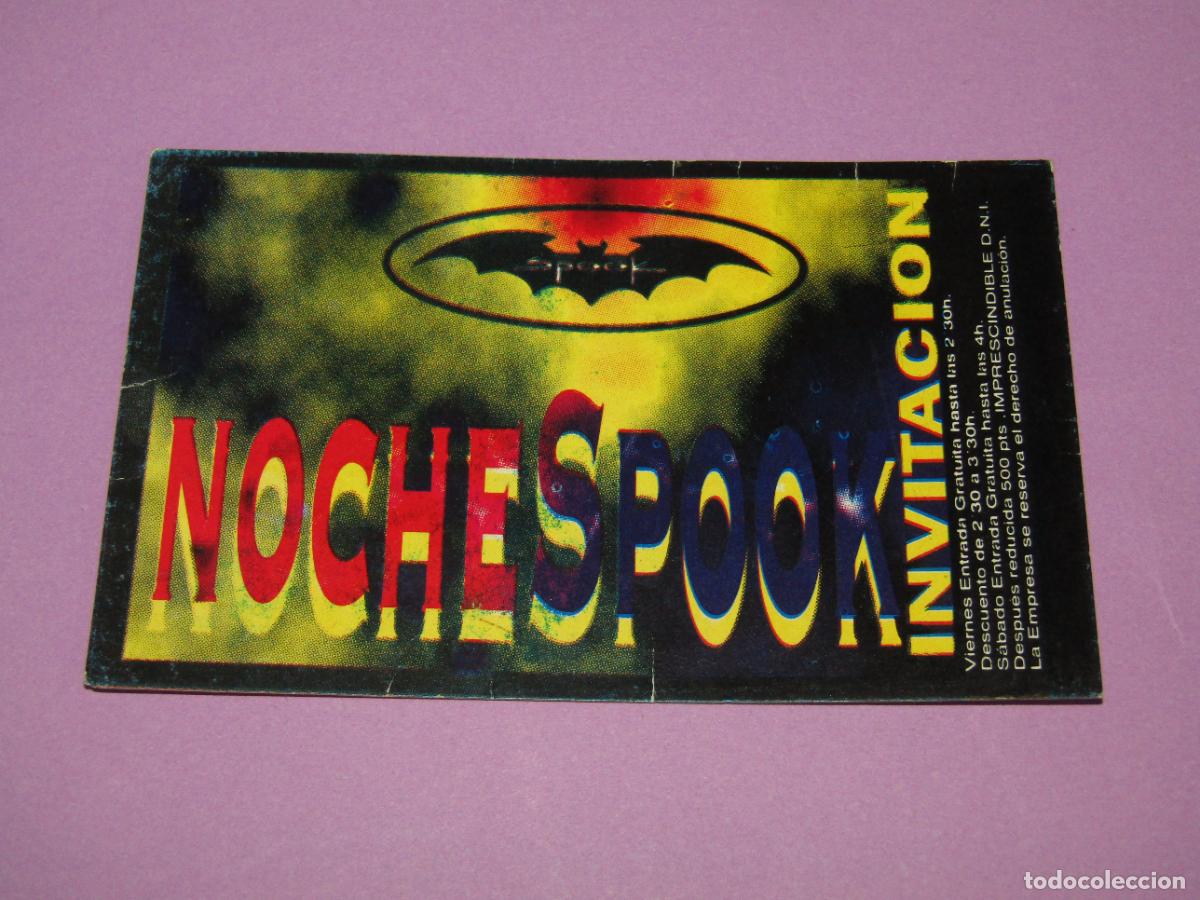 Spook
NOCHESPOOK
INVITACION
Viernes Entrada Gratuita hasta las 2'30h.
Descuento de 2'30 a 3'30h.
Sábado Entrada Gratuita hasta las 4h.
Después reducida 500 pts .IMPRESCINDIBLE D.N.I.
La Empresa se reserva el derecho de anulación.
todocoleccion